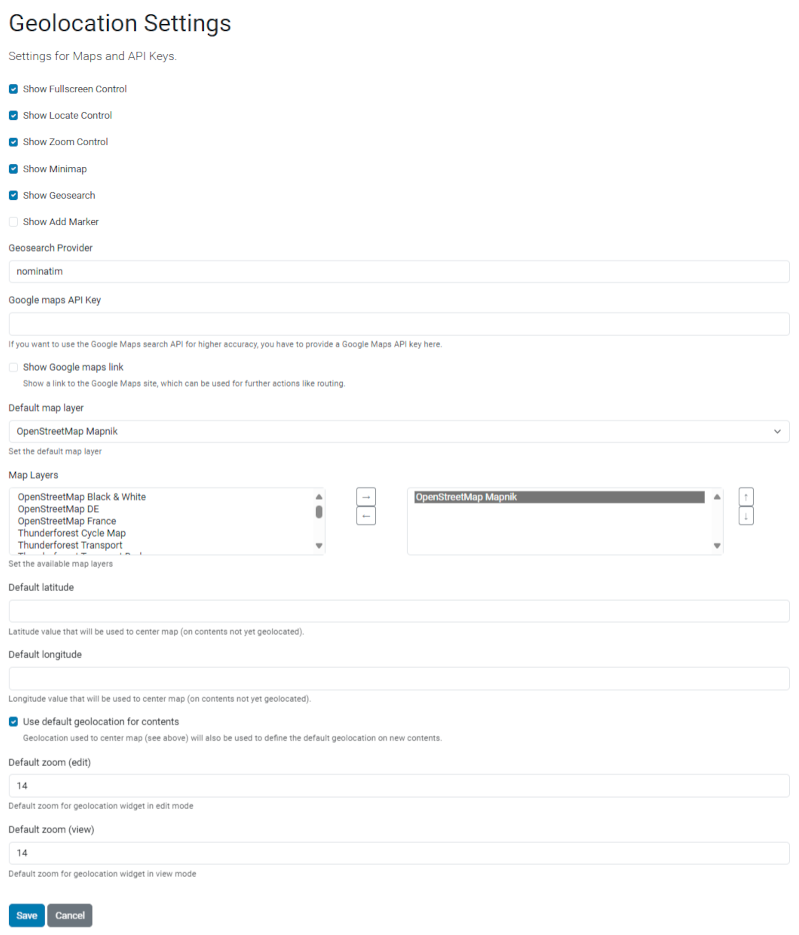 Geolocation Settings
Settings for Maps and API Keys.
Show Fullscreen Control
Show Locate Control
Show Zoom Control
Show Minimap
Show Geosearch
Show Add Marker
Geosearch Provider
nominatim
Google maps API Key
If you want to use the Google Maps search API for higher accuracy, you have to provide a Google Maps API key here.
Show Google maps link
Show a link to the Google Maps site, which can be used for further actions like routing.
Default map layer
OpenStreetMap Mapnik
Set the default map layer
Map Layers
OpenStreetMap Black & White
OpenStreetMap DE
OpenStreetMap France
Thunderforest Cycle Map
Thunderforest Transport
→
←
OpenStreetMap Mapnik
↑
↓
Set the available map layers
Default latitude
Latitude value that will be used to center map (on contents not yet geolocated).
Default longitude
Longitude value that will be used to center map (on contents not yet geolocated).
Use default geolocation for contents
Geolocation used to center map (see above) will also be used to define the default geolocation on new contents.
Default zoom (edit)
14
Default zoom for geolocation widget in edit mode
Default zoom (view)
14
Default zoom for geolocation widget in view mode
Save Cancel